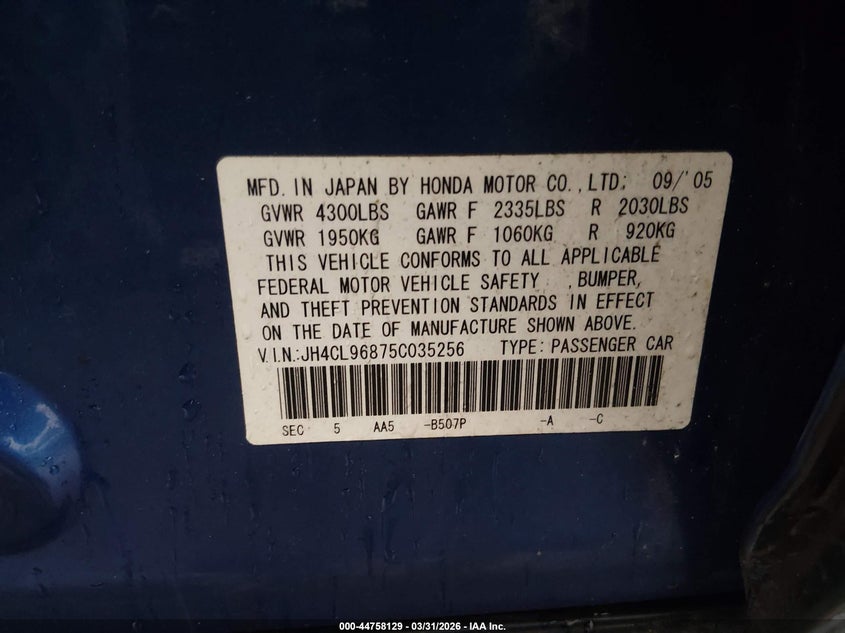 MFD. IN JAPAN BY HONDA MOTOR CO., LTD; 09/'05
GVWR 4300LBS GAWR F 2335LBS R 2030LBS
GVWR 1950KG GAWR F 1060KG R 920KG
THIS VEHICLE CONFORMS TO ALL APPLICABLE
FEDERAL MOTOR VEHICLE SAFETY , BUMPER,
AND THEFT PREVENTION STANDARDS IN EFFECT
ON THE DATE OF MANUFACTURE SHOWN ABOVE.
V.I.N.:JH4CL96875C035256 TYPE: PASSENGER CAR
SEC 5 AA5 -B507P -A -C
000-44758129 - 03/31/2026 - IAA Inc.